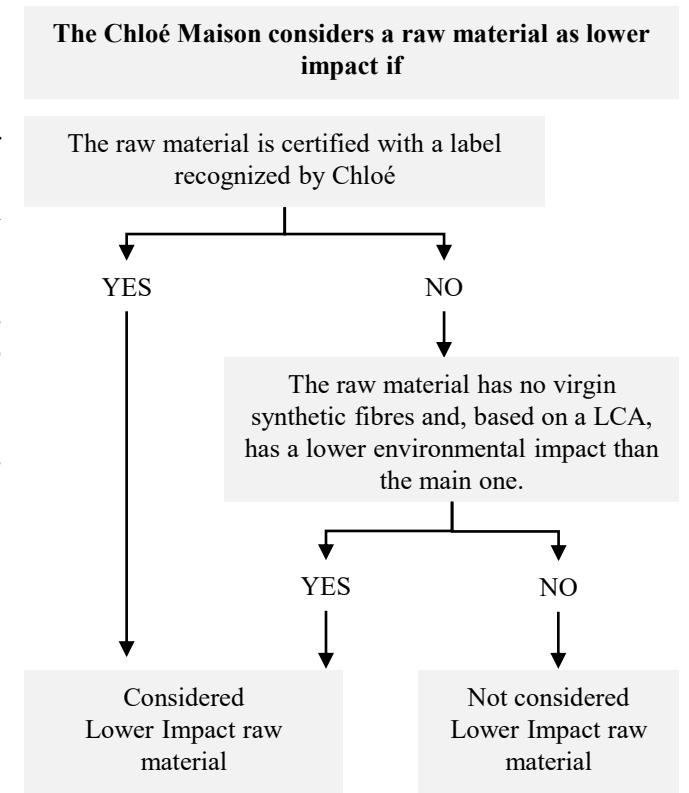 The Chloé Maison considers a raw material as lower
impact if
The raw material is certified with a label
recognized by Chloé
YES
NO
The raw material has no virgin
synthetic fibres and, based on a LCA,
has a lower environmental impact than
the main one.
YES
NO
Considered
Lower Impact raw
material
Not considered
Lower Impact raw
material